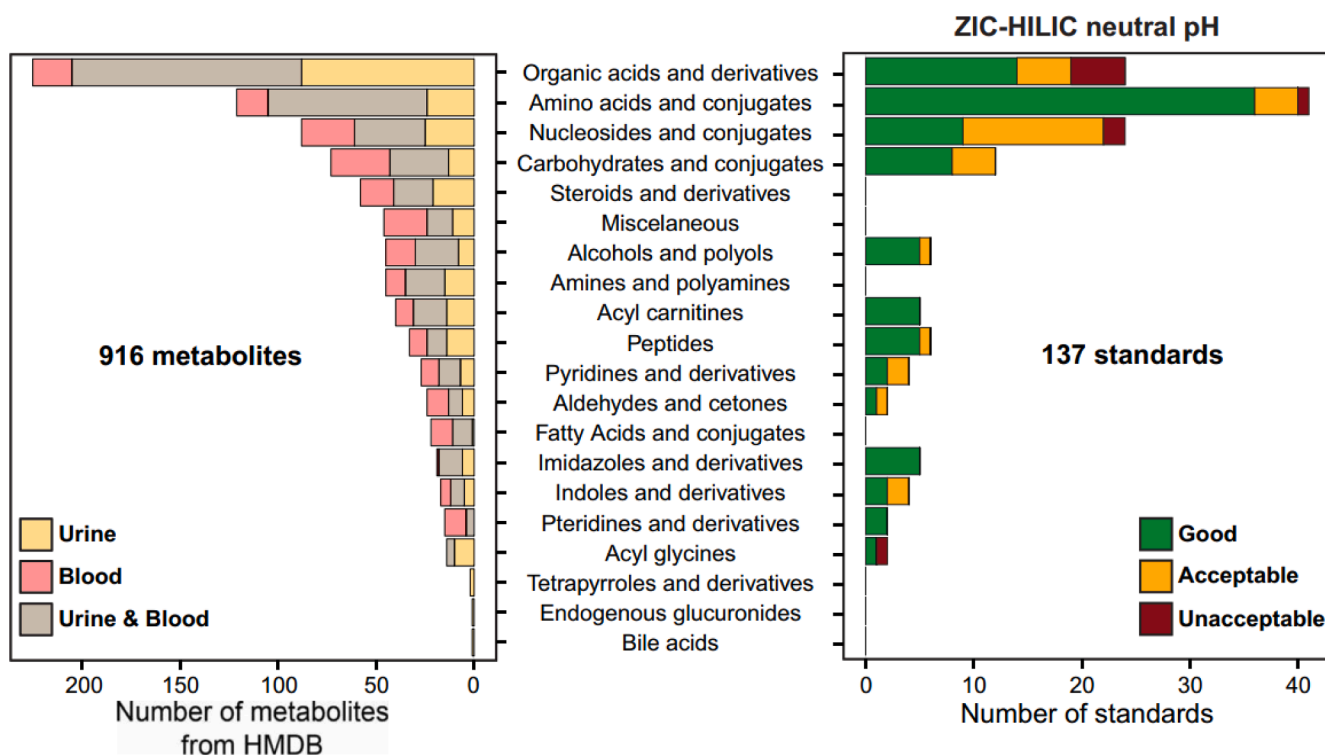 ZIC-HILIC neutral pH
Organic acids and derivatives
Amino acids and conjugates
Nucleosides and conjugates
Carbohydrates and conjugates
Steroids and derivatives
Miscelaneous
Alcohols and polyols
Amines and polyamines
Acyl carnitines
Peptides
Pyridines and derivatives
Aldehydes and cetones
Fatty Acids and conjugates
Imidazoles and derivatives
Indoles and derivatives
Pteridines and derivatives
Acyl glycines
Tetrapyrroles and derivatives
Endogenous glucuronides
Bile acids
916 metabolites
Urine
Blood
Urine & Blood
200 150 100 50 0
Number of metabolites
from HMDB
137 standards
Good
Acceptable
Unacceptable
0 10 20 30 40
Number of standards